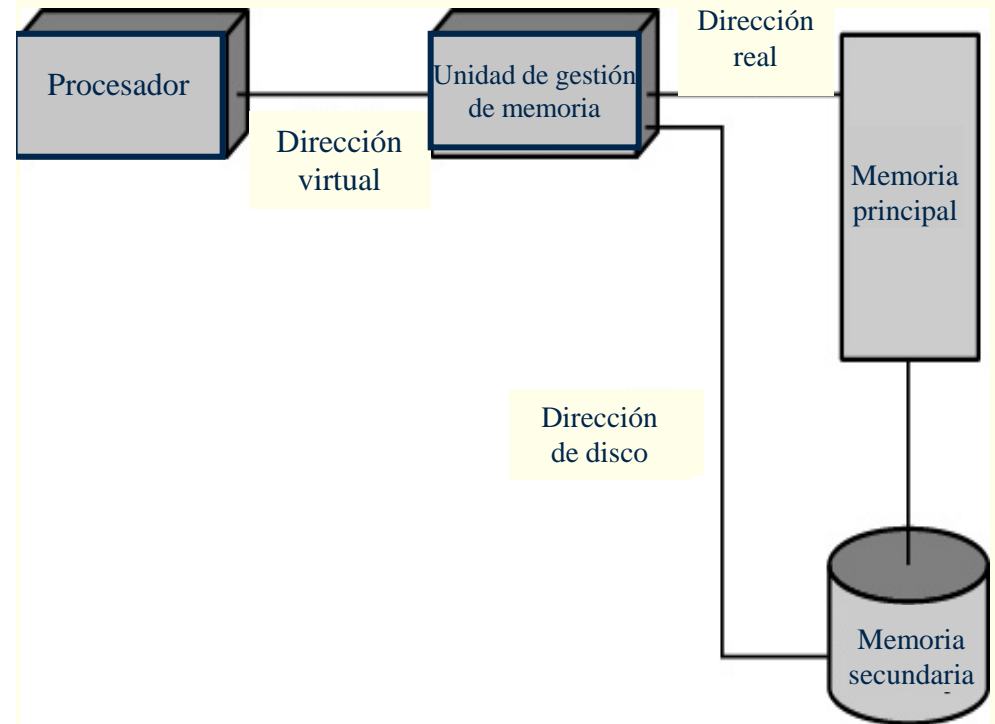 Dirección
real
Procesador
Unidad de gestión
de memoria
Dirección
virtual
Memoria
principal
Dirección
de disco
Memoria
secundaria